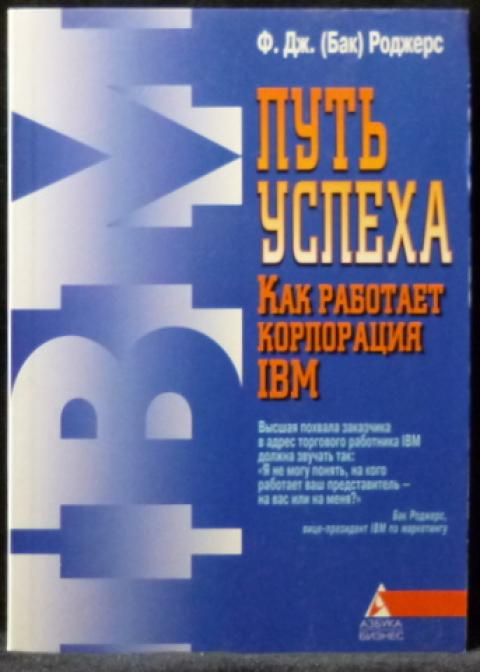 Ф. Дж. (Бак) Роджерс
ПУТЬ
УСПЕХА
КАК РАБОТАЕТ
КОРПОРАЦИЯ
IBM
Высшая похвала заказчика
в адрес торгового работника IBM
должна звучать так:
«Я не могу понять, на кого
работает ваш представитель –
на вас или на меня?»
Бак Роджерс,
вице-президент IBM по маркетингу
IBM
АЗБУКА
БИЗНЕС